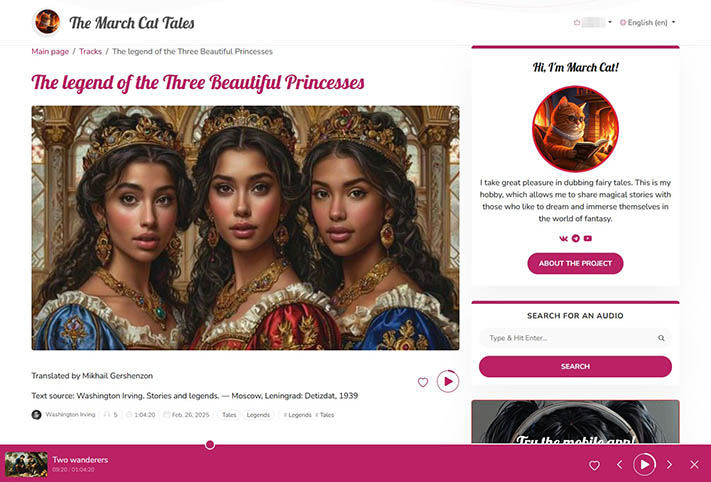 The March Cat Tales
English (en)
Main page / Tracks / The legend of the Three Beautiful Princesses
The legend of the Three Beautiful Princesses
Translated by Mikhail Gershenzon
Text source: Washington Irving. Stories and legends. — Moscow, Leningrad: Detizdat, 1939
Washington Irving 5 1:04:20 Feb. 26, 2025 Tales Legends # Legends # Tales
Hi, I'm March Cat!
I take great pleasure in dubbing fairy tales. This is my
hobby, which allows me to share magical stories with
those who like to dream and immerse themselves in
the world of fantasy.
ABOUT THE PROJECT
SEARCH FOR AN AUDIO
Type & Hit Enter...
SEARCH
Try the mobile app!
Two wanderers
09:20 / 01:04:20